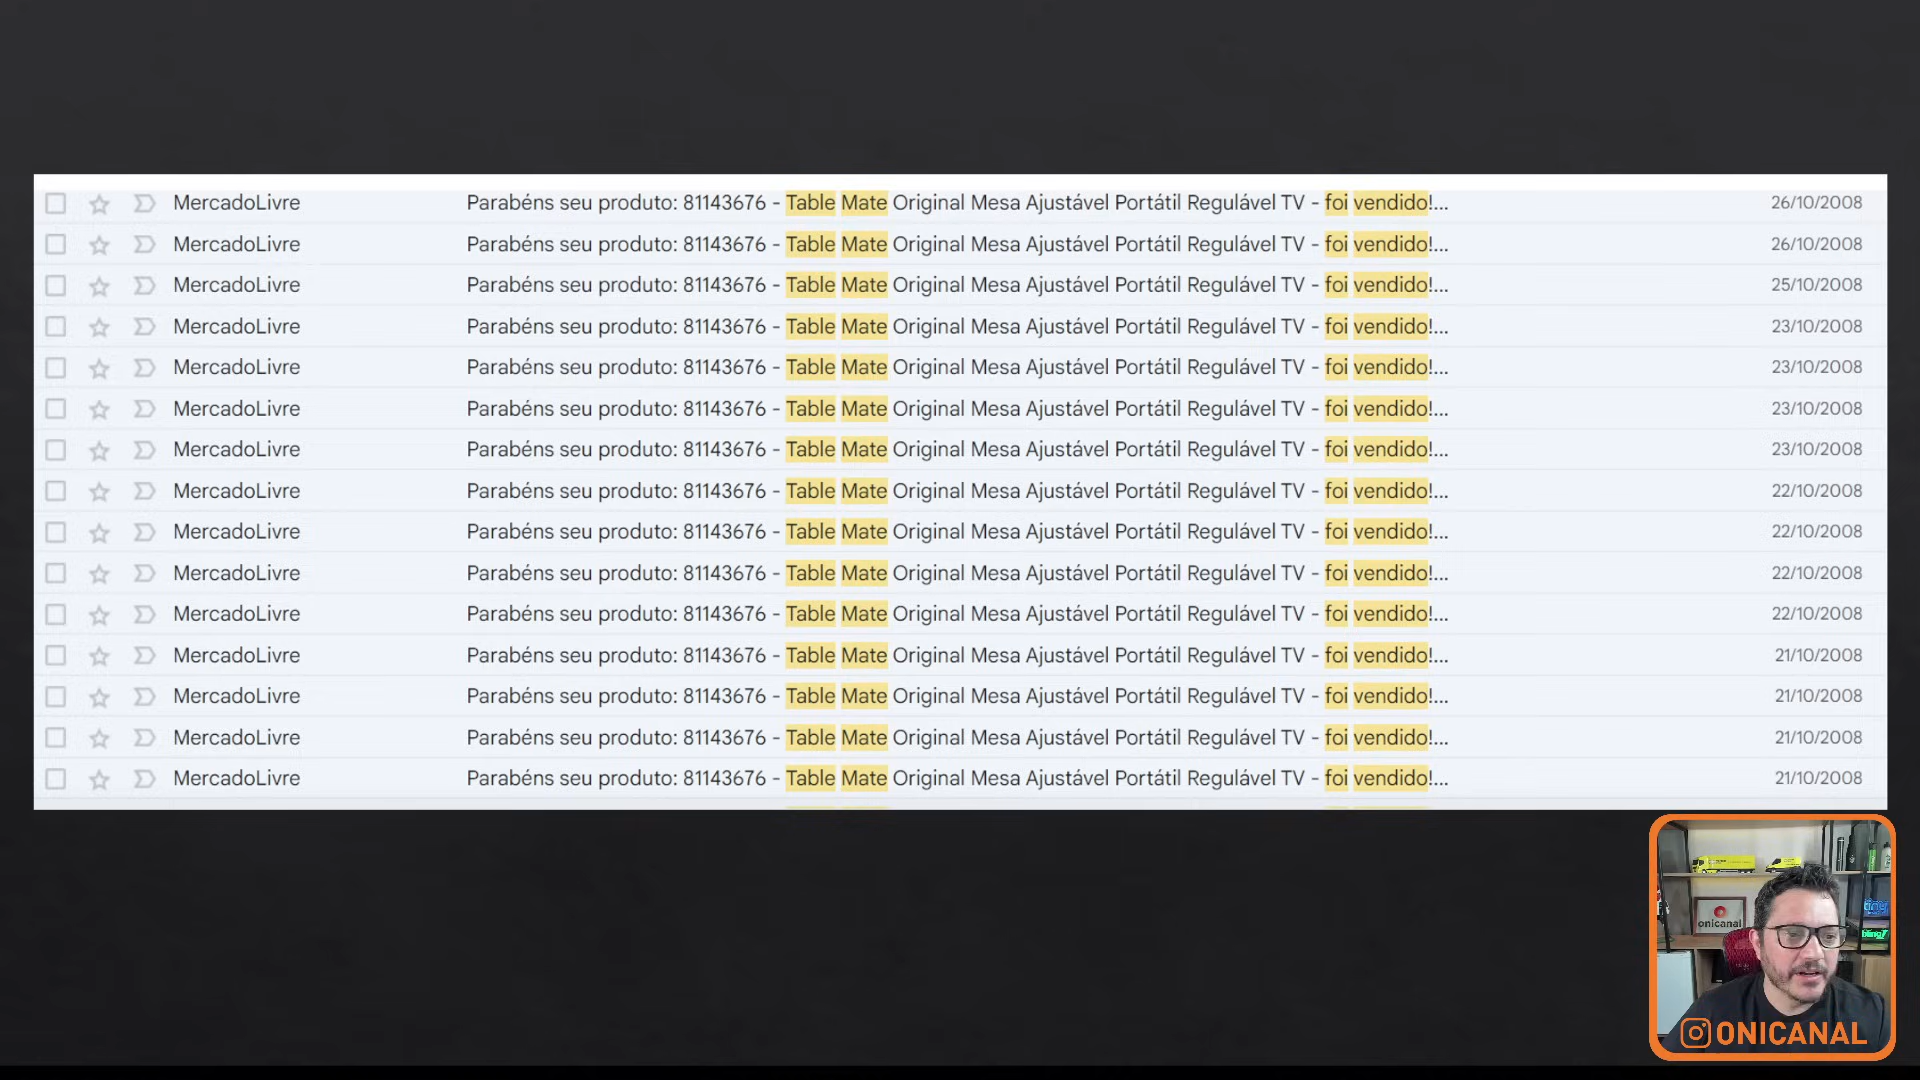 MercadoLivre Parabéns seu produto: 81143676 - Table Mate Original Mesa Ajustável Portátil Regulável TV - foi vendido!... 26/10/2008
MercadoLivre Parabéns seu produto: 81143676 - Table Mate Original Mesa Ajustável Portátil Regulável TV - foi vendido!... 26/10/2008
MercadoLivre Parabéns seu produto: 81143676 - Table Mate Original Mesa Ajustável Portátil Regulável TV - foi vendido!... 25/10/2008
MercadoLivre Parabéns seu produto: 81143676 - Table Mate Original Mesa Ajustável Portátil Regulável TV - foi vendido!... 23/10/2008
MercadoLivre Parabéns seu produto: 81143676 - Table Mate Original Mesa Ajustável Portátil Regulável TV - foi vendido!... 23/10/2008
MercadoLivre Parabéns seu produto: 81143676 - Table Mate Original Mesa Ajustável Portátil Regulável TV - foi vendido!... 23/10/2008
MercadoLivre Parabéns seu produto: 81143676 - Table Mate Original Mesa Ajustável Portátil Regulável TV - foi vendido!... 23/10/2008
MercadoLivre Parabéns seu produto: 81143676 - Table Mate Original Mesa Ajustável Portátil Regulável TV - foi vendido!... 22/10/2008
MercadoLivre Parabéns seu produto: 81143676 - Table Mate Original Mesa Ajustável Portátil Regulável TV - foi vendido!... 22/10/2008
MercadoLivre Parabéns seu produto: 81143676 - Table Mate Original Mesa Ajustável Portátil Regulável TV - foi vendido!... 22/10/2008
MercadoLivre Parabéns seu produto: 81143676 - Table Mate Original Mesa Ajustável Portátil Regulável TV - foi vendido!... 22/10/2008
MercadoLivre Parabéns seu produto: 81143676 - Table Mate Original Mesa Ajustável Portátil Regulável TV - foi vendido!... 21/10/2008
MercadoLivre Parabéns seu produto: 81143676 - Table Mate Original Mesa Ajustável Portátil Regulável TV - foi vendido!... 21/10/2008
MercadoLivre Parabéns seu produto: 81143676 - Table Mate Original Mesa Ajustável Portátil Regulável TV - foi vendido!... 21/10/2008
MercadoLivre Parabéns seu produto: 81143676 - Table Mate Original Mesa Ajustável Portátil Regulável TV - foi vendido!... 21/10/2008
onicanal
tiny
bling!
ONICANAL